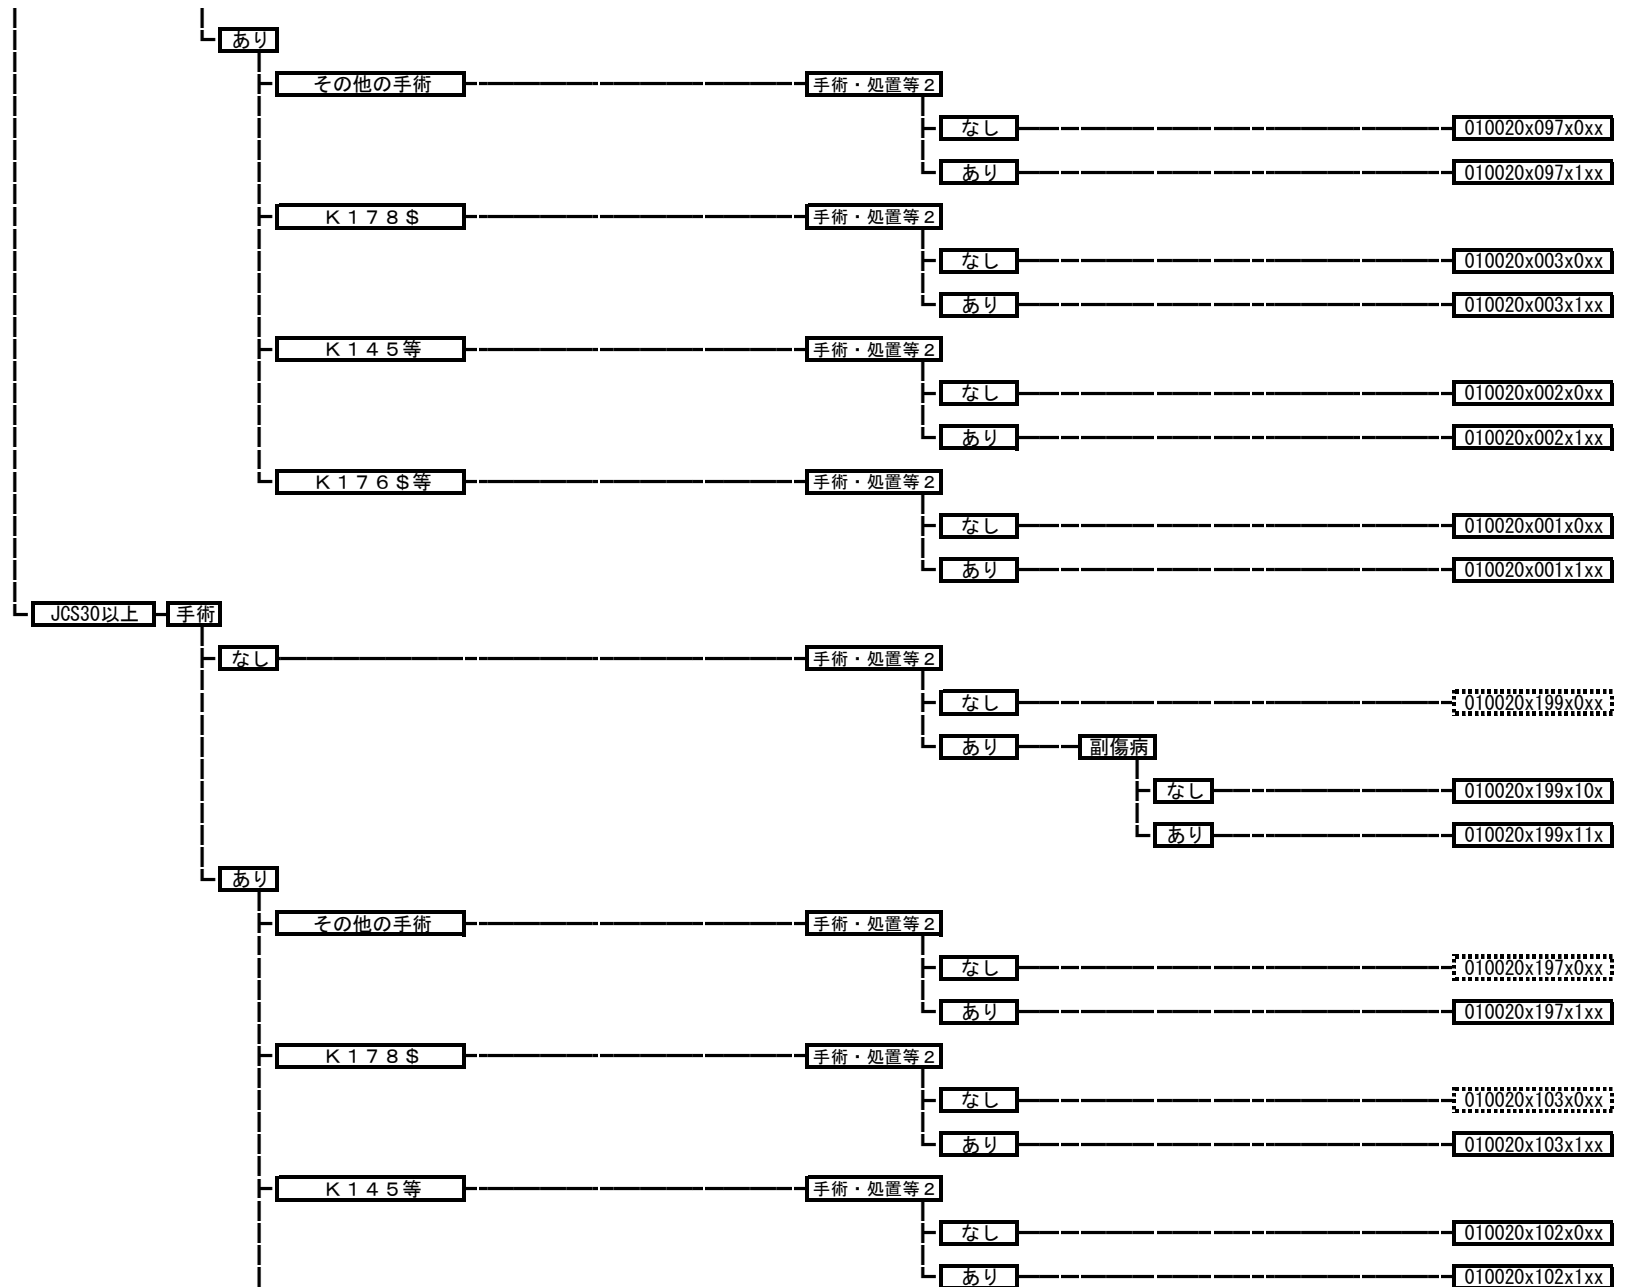 あり
その他の手術 手術・処置等２
なし 010020x097x0xx
あり 010020x097x1xx
Ｋ１７８＄ 手術・処置等２
なし 010020x003x0xx
あり 010020x003x1xx
Ｋ１４５等 手術・処置等２
なし 010020x002x0xx
あり 010020x002x1xx
Ｋ１７６＄等 手術・処置等２
なし 010020x001x0xx
あり 010020x001x1xx
JCS30以上 手術
なし 手術・処置等２
なし 010020x199x0xx
あり 副傷病
なし 010020x199x10x
あり 010020x199x11x
あり
その他の手術 手術・処置等２
なし 010020x197x0xx
あり 010020x197x1xx
Ｋ１７８＄ 手術・処置等２
なし 010020x103x0xx
あり 010020x103x1xx
Ｋ１４５等 手術・処置等２
なし 010020x102x0xx
あり 010020x102x1xx